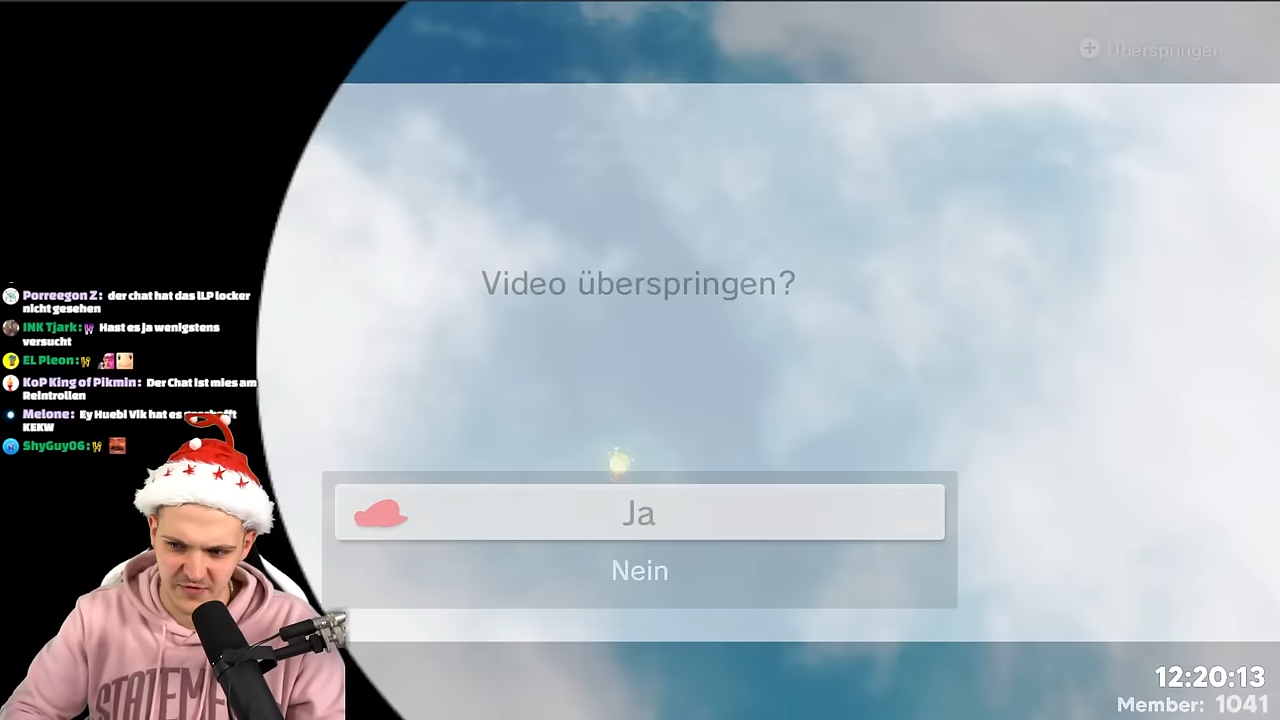 Überspringen
Video überspringen?
Porreegon Z: der chat hat das lLP locker
nicht gesehen
INK Tjark: Hast es ja wenigstens
versucht
EL Pleon:
KoP King of Pikmin: Der Chat ist mies am
Reintrollen
Melone: Ey Huebi Vik hat es geschafft
KEKW
ShyGuy06:
Ja
Nein
12:20:13
Member: 1041